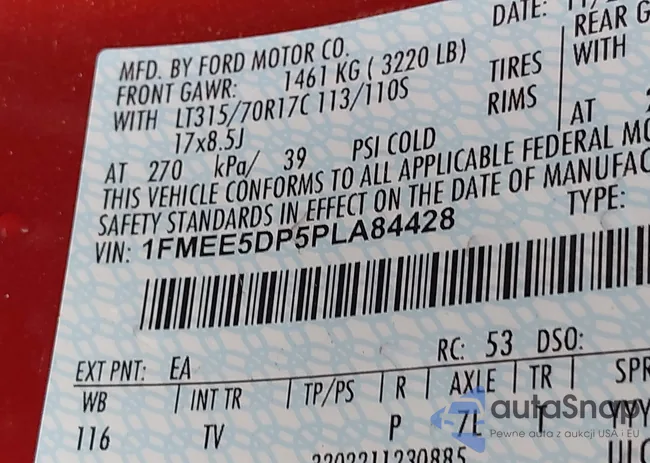 DATE:
MFD. BY FORD MOTOR CO.
FRONT GAWR: 1461 KG ( 3220 LB)
REAR G
WITH LT315/70R17C 113/110S TIRES
WITH
17x8.5J RIMS
AT 270 kPa/ 39 PSI COLD
AT
THIS VEHICLE CONFORMS TO ALL APPLICABLE FEDERAL MO
SAFETY STANDARDS IN EFFECT ON THE DATE OF MANUFAC
VIN: 1FMEE5DP5PLA84428 TYPE:
EXT PNT: EA RC: 53 DSO:
WB INT TR TP/PS R AXLE TR SPR
116 TV P 7L
autoSnap
Pewne auta z aukcji USA i EU